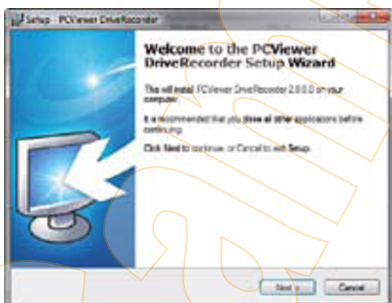 Setup - PCViewer DriveRecorder
Welcome to the PCViewer
DriveRecorder Setup Wizard
This will install PCViewer DriveRecorder 2.0.0.0 on your
computer.
It is recommended that you close all other applications before
continuing.
Click Next to continue, or Cancel to exit Setup.
Next >
Cancel